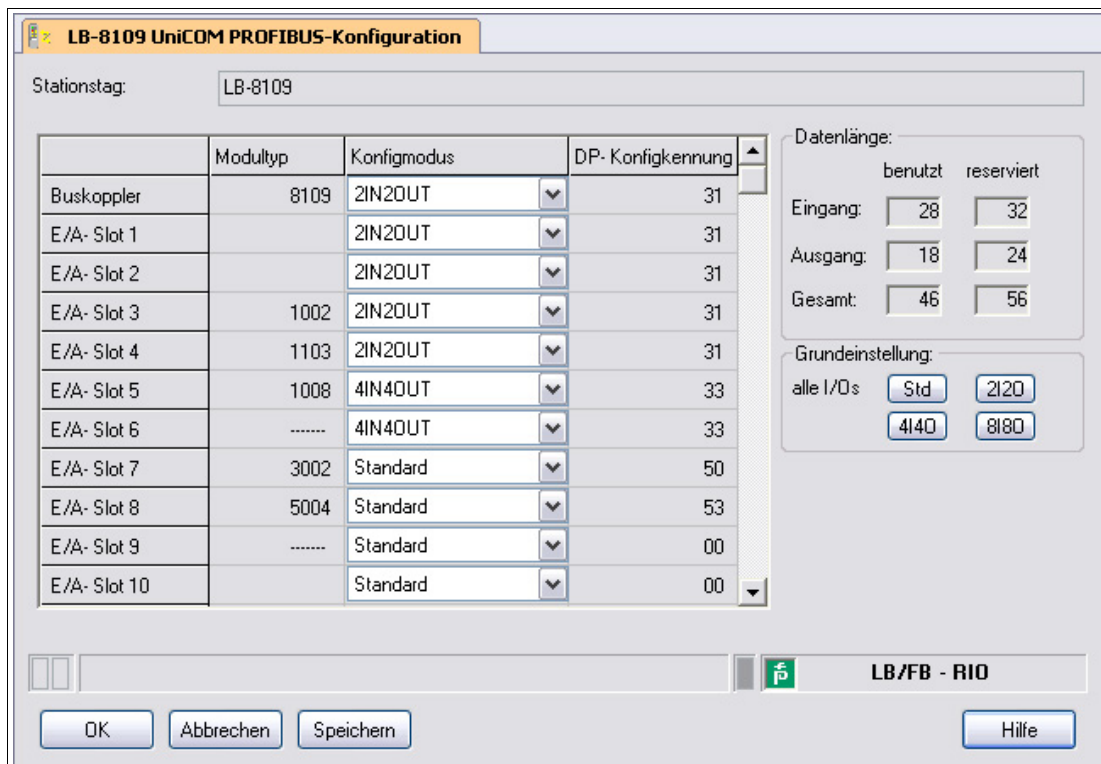 LB-8109 UniCOM PROFIBUS-Konfiguration
Stationstag: LB-8109
Modultyp Konfigmodus DP- Konfigkennung
Buskoppler 8109 2IN2OUT 31
E/A- Slot 1 2IN2OUT 31
E/A- Slot 2 2IN2OUT 31
E/A- Slot 3 1002 2IN2OUT 31
E/A- Slot 4 1103 2IN2OUT 31
E/A- Slot 5 1008 4IN4OUT 33
E/A- Slot 6 ------- 4IN4OUT 33
E/A- Slot 7 3002 Standard 50
E/A- Slot 8 5004 Standard 53
E/A- Slot 9 ------- Standard 00
E/A- Slot 10 Standard 00
Datenlänge:
benutzt reserviert
Eingang: 28 32
Ausgang: 18 24
Gesamt: 46 56
Grundeinstellung:
alle I/Os Std 2I2O
4I4O 8I8O
LB/FB - RIO
OK Abbrechen Speichern Hilfe